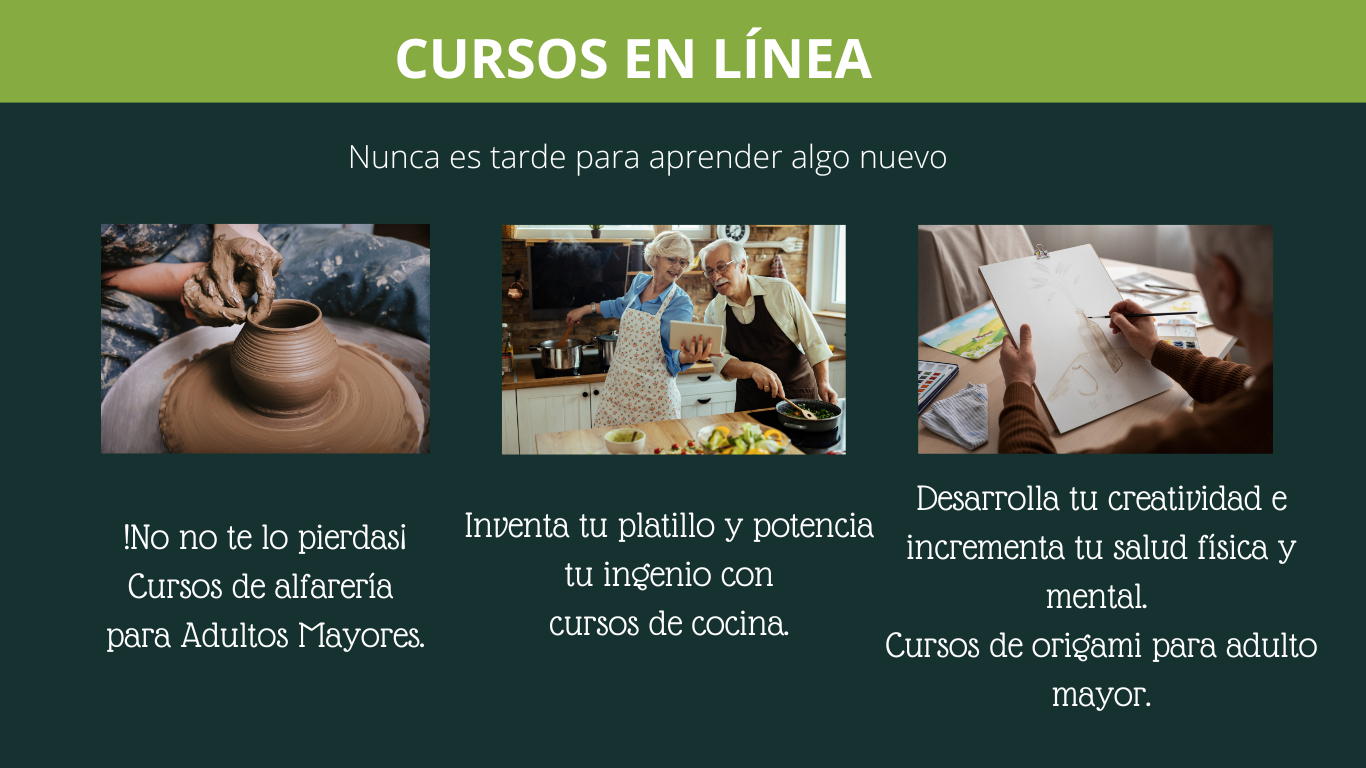 CURSOS EN LÍNEA
Nunca es tarde para aprender algo nuevo
!No no te lo pierdas¡
Cursos de alfarería
para Adultos Mayores.
Inventa tu platillo y potencia
tu ingenio con
cursos de cocina.
Desarrolla tu creatividad e
incrementa tu salud física y
mental.
Cursos de origami para adulto
mayor.